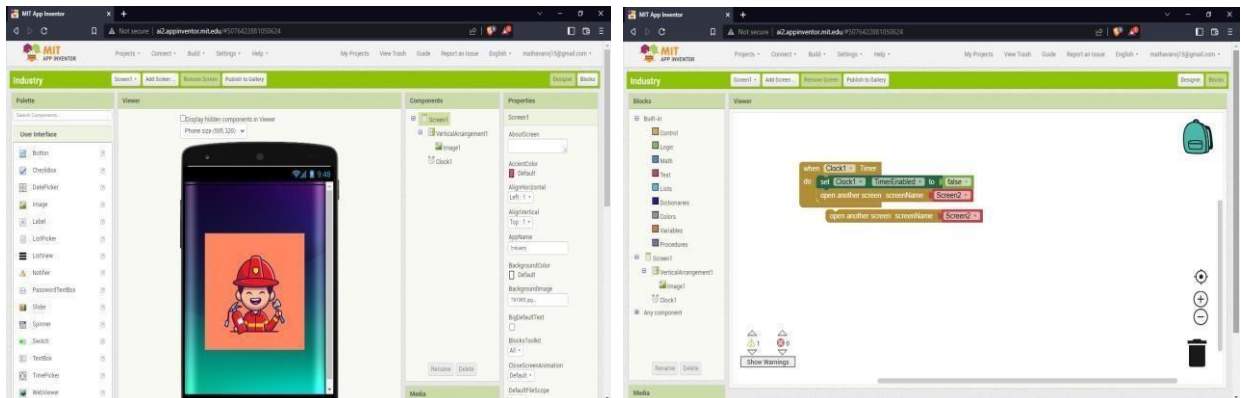 MIT App Inventor
Not secure | ai2.appinventor.mit.edu/#5076422881050624
MIT
APP INVENTOR
Projects Connect Build Settings Help My Projects View Trash Guide Report an Issue English mathavanvj15@gmail.com
Industry
Screen1 Add Screen ... Remove Screen Publish to Gallery Designer Blocks
Palette Viewer Components Properties
Search Components...
User Interface
Button
CheckBox
DatePicker
Image
Label
ListPicker
ListView
Notifier
PasswordTextBox
Slider
Spinner
Switch
TextBox
TimePicker
WebViewer
Display hidden components in Viewer
Phone size (505,320)
9:48
Screen1
VerticalArrangement1
Image1
Clock1
Rename Delete
Media
Screen1
AboutScreen
AccentColor
Default
AlignHorizontal
Left : 1
AlignVertical
Top : 1
AppName
Industry
BackgroundColor
Default
BackgroundImage
BigDefaultText
BlocksToolkit
All
CloseScreenAnimation
Default
DefaultFileScope
MIT App Inventor
Not secure | ai2.appinventor.mit.edu/#5076422881050624
MIT
APP INVENTOR
Projects Connect Build Settings Help My Projects View Trash Guide Report an Issue English mathavanvj15@gmail.com
Industry
Screen1 Add Screen ... Remove Screen Publish to Gallery Designer Blocks
Blocks Viewer
Built-in
Control
Logic
Math
Text
Lists
Dictionaries
Colors
Variables
Procedures
Screen1
VerticalArrangement1
Image1
Clock1
Any component
Rename Delete
Media
when Clock1 .Timer
do set Clock1 . TimerEnabled to false
open another screen screenName Screen2
open another screen screenName Screen2
1 0
Show Warnings